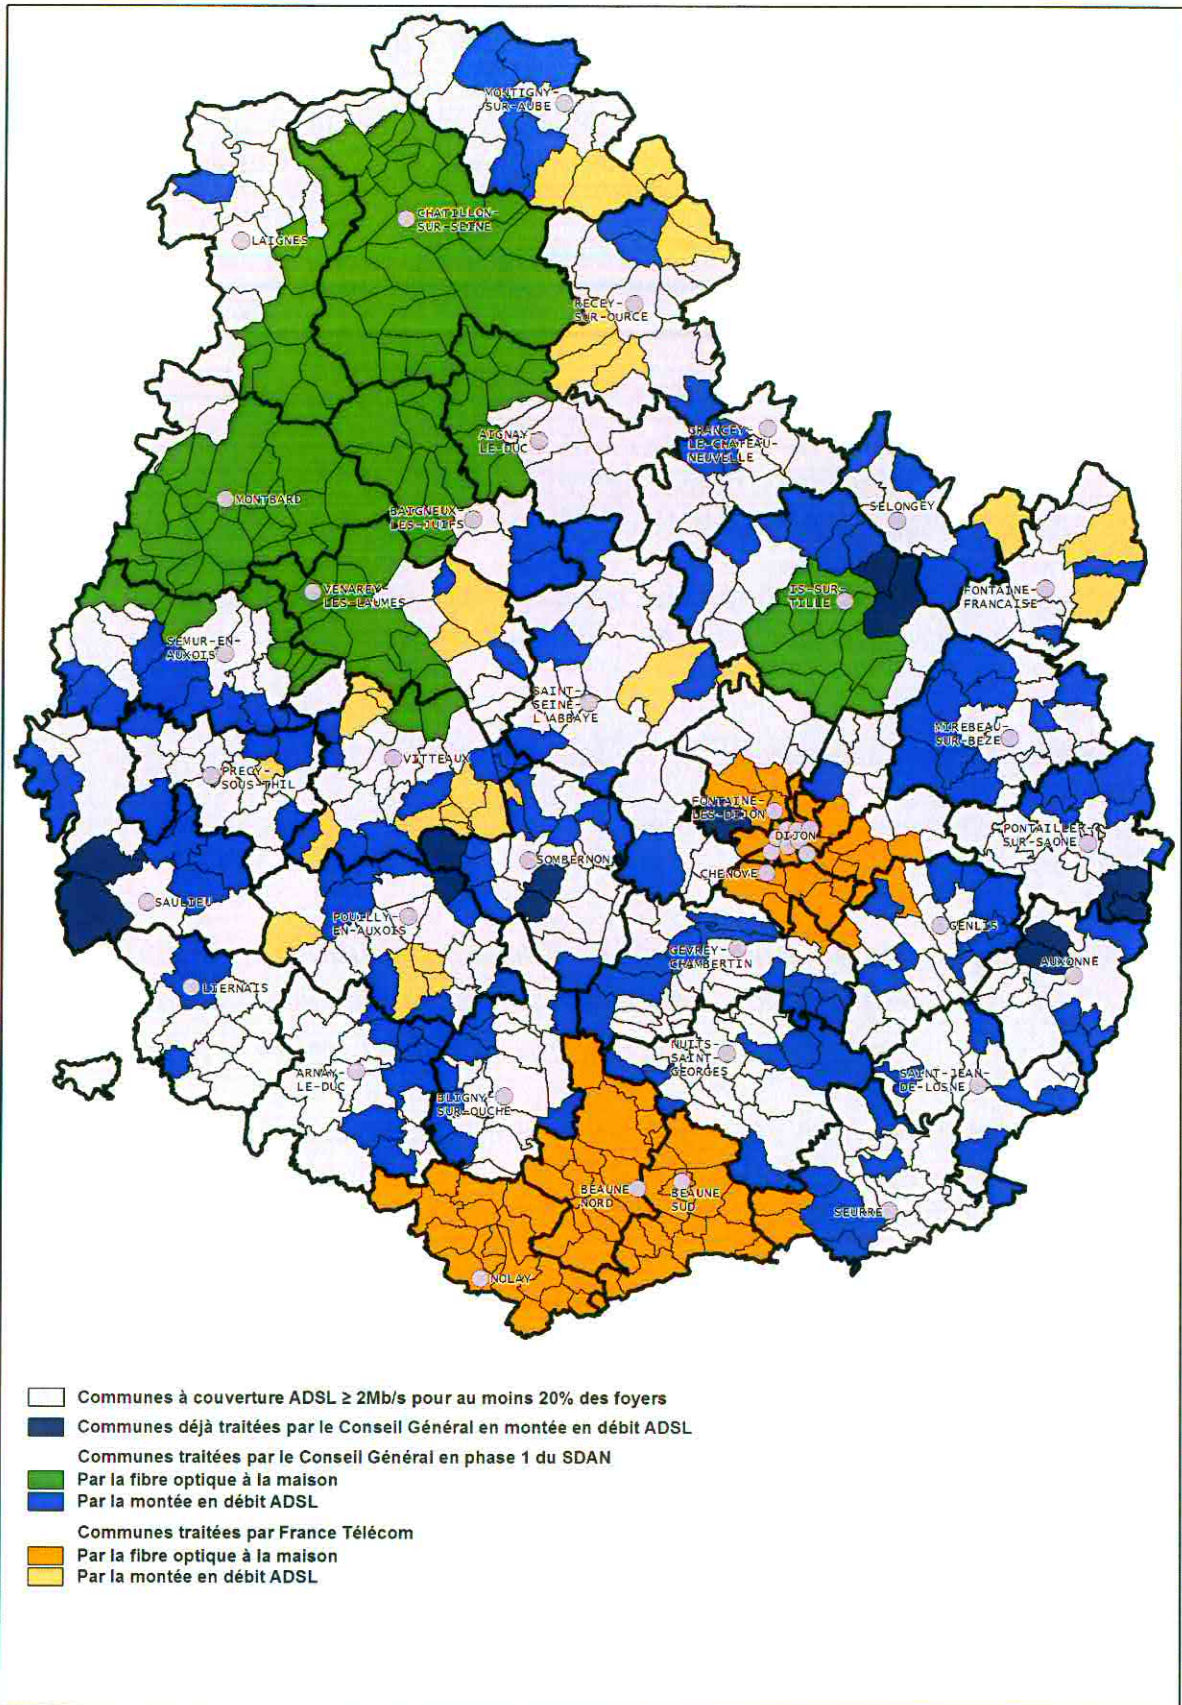 MONTIGNY-
SUR-AUBE
CHATILLON-
SUR-SEINE
LAIGNES
RECEY-
SUR-OURCE
AIGNAY-
LE-DUC
GRANCEY-
LE-CHATEAU-
NEUVELLE
MONTBARD
BAIGNEUX-
LES-JUIFS
SELONGEY
VENAREY-
LES-LAUMES
IS-SUR-
TILLE
FONTAINE-
FRANCAISE
SEMUR-EN-
AUXOIS
SAINT-
SEINE-
L'ABBAYE
MIREBEAU-
SUR-BEZE
VITTEAUX
PRECY-
SOUS-THIL
FONTAINE-
LES-DIJON
DIJON
PONTAILLER-
SUR-SAONE
SOMBERNON
CHENOVE
SAULIEU
POUILLY-
EN-AUXOIS
GENLIS
GEVREY-
CHAMBERTIN
AUXONNE
LIERNAIS
NUITS-
SAINT-
GEORGES
ARNAY-
LE-DUC
SAINT-JEAN-
DE-LOSNE
BLIGNY-
SUR-OUCHE
BEAUNE
NORD
BEAUNE
SUD
SEURRE
NOLAY
Communes à couverture ADSL ≥ 2Mb/s pour au moins 20% des foyers
Communes déjà traitées par le Conseil Général en montée en débit ADSL
Communes traitées par le Conseil Général en phase 1 du SDAN
Par la fibre optique à la maison
Par la montée en débit ADSL
Communes traitées par France Télécom
Par la fibre optique à la maison
Par la montée en débit ADSL